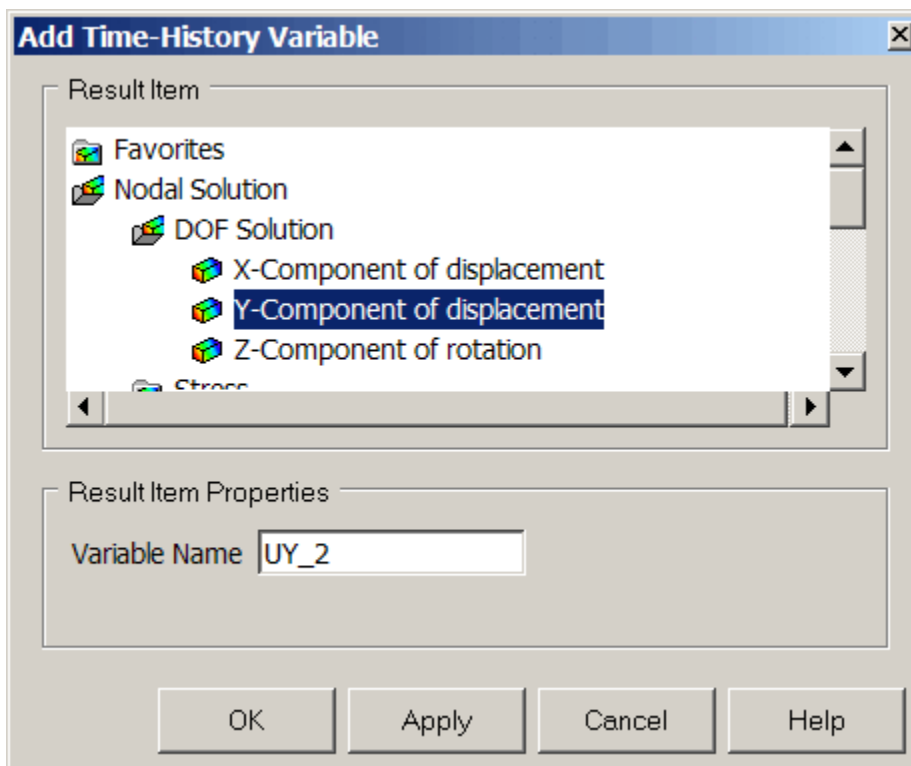 Add Time-History Variable
Result Item
Favorites
Nodal Solution
DOF Solution
X-Component of displacement
Y-Component of displacement
Z-Component of rotation
Stress
Result Item Properties
Variable Name UY_2
OK Apply Cancel Help